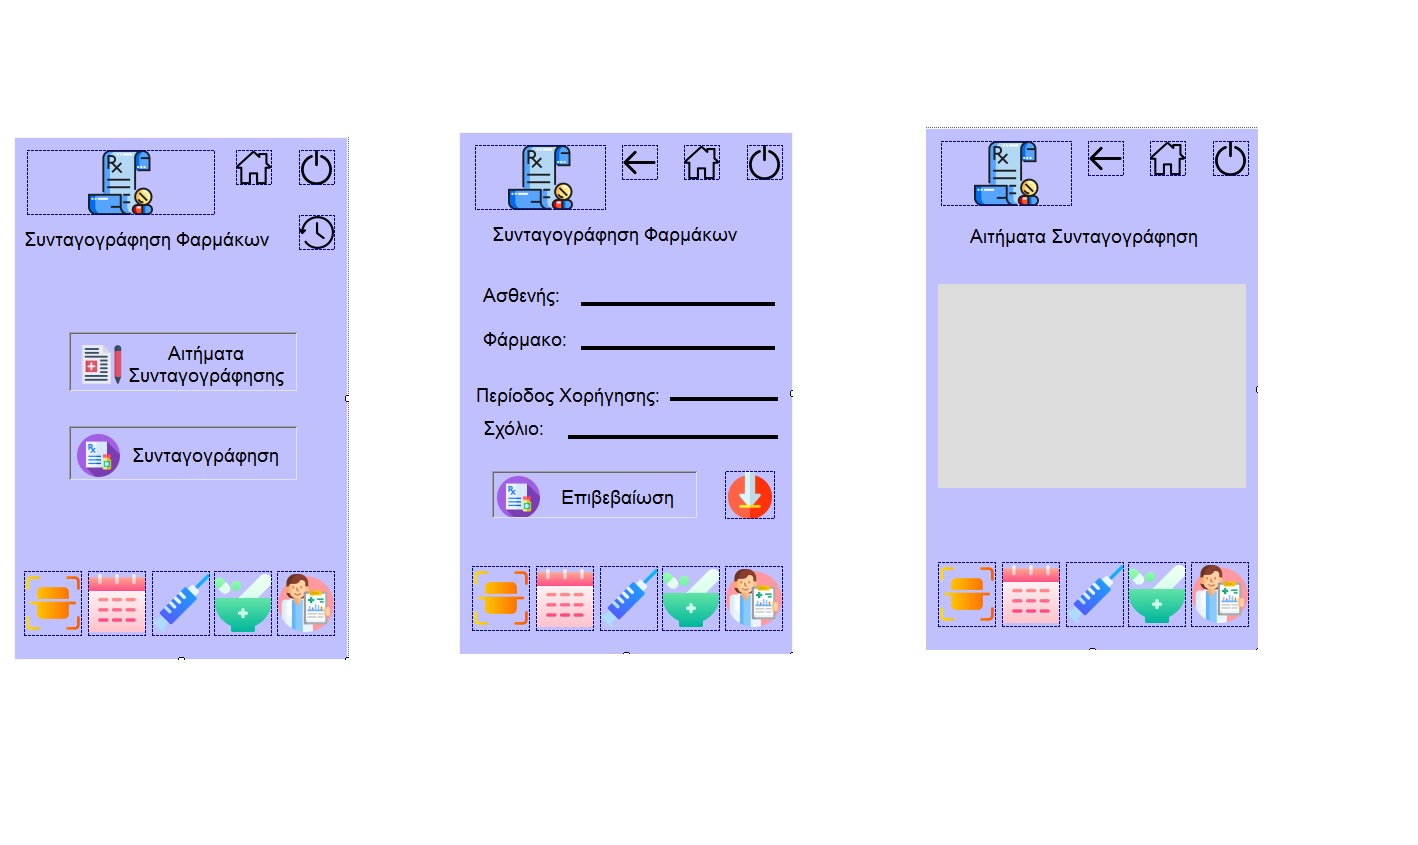 Συνταγογράφηση Φαρμάκων
Αιτήματα
Συνταγογράφησης
Συνταγογράφηση
Συνταγογράφηση Φαρμάκων
Ασθενής:
Φάρμακο:
Περίοδος Χορήγησης:
Σχόλιο:
Επιβεβαίωση
Αιτήματα Συνταγογράφηση